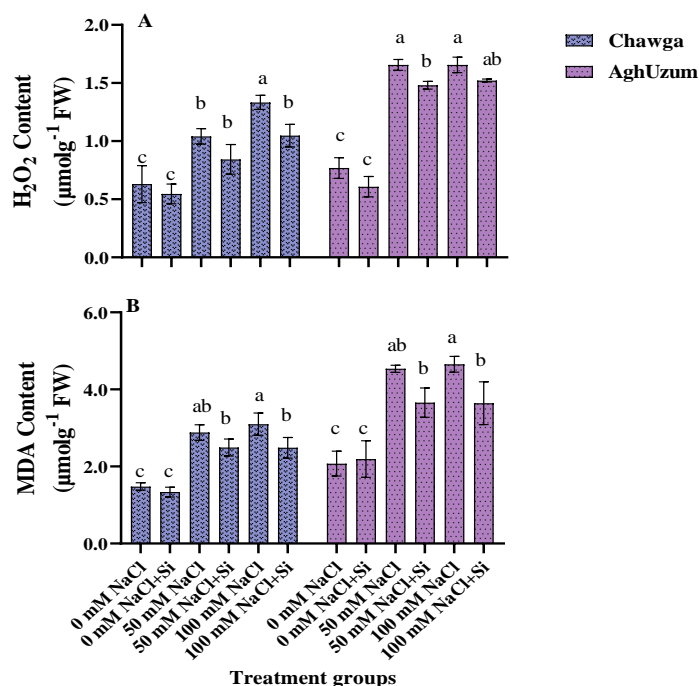 A
Chawga
AghUzum
H₂O₂ Content
(µmolg⁻¹ FW)
2.0
1.5
1.0
0.5
0.0
c c b b a b c c a b a ab
B
MDA Content
(µmolg⁻¹ FW)
6.0
4.0
2.0
0.0
c c ab b a b c c ab b a b
0 mM NaCl
0 mM NaCl+Si
50 mM NaCl
50 mM NaCl+Si
100 mM NaCl
100 mM NaCl+Si
0 mM NaCl
0 mM NaCl+Si
50 mM NaCl
50 mM NaCl+Si
100 mM NaCl
100 mM NaCl+Si
Treatment groups